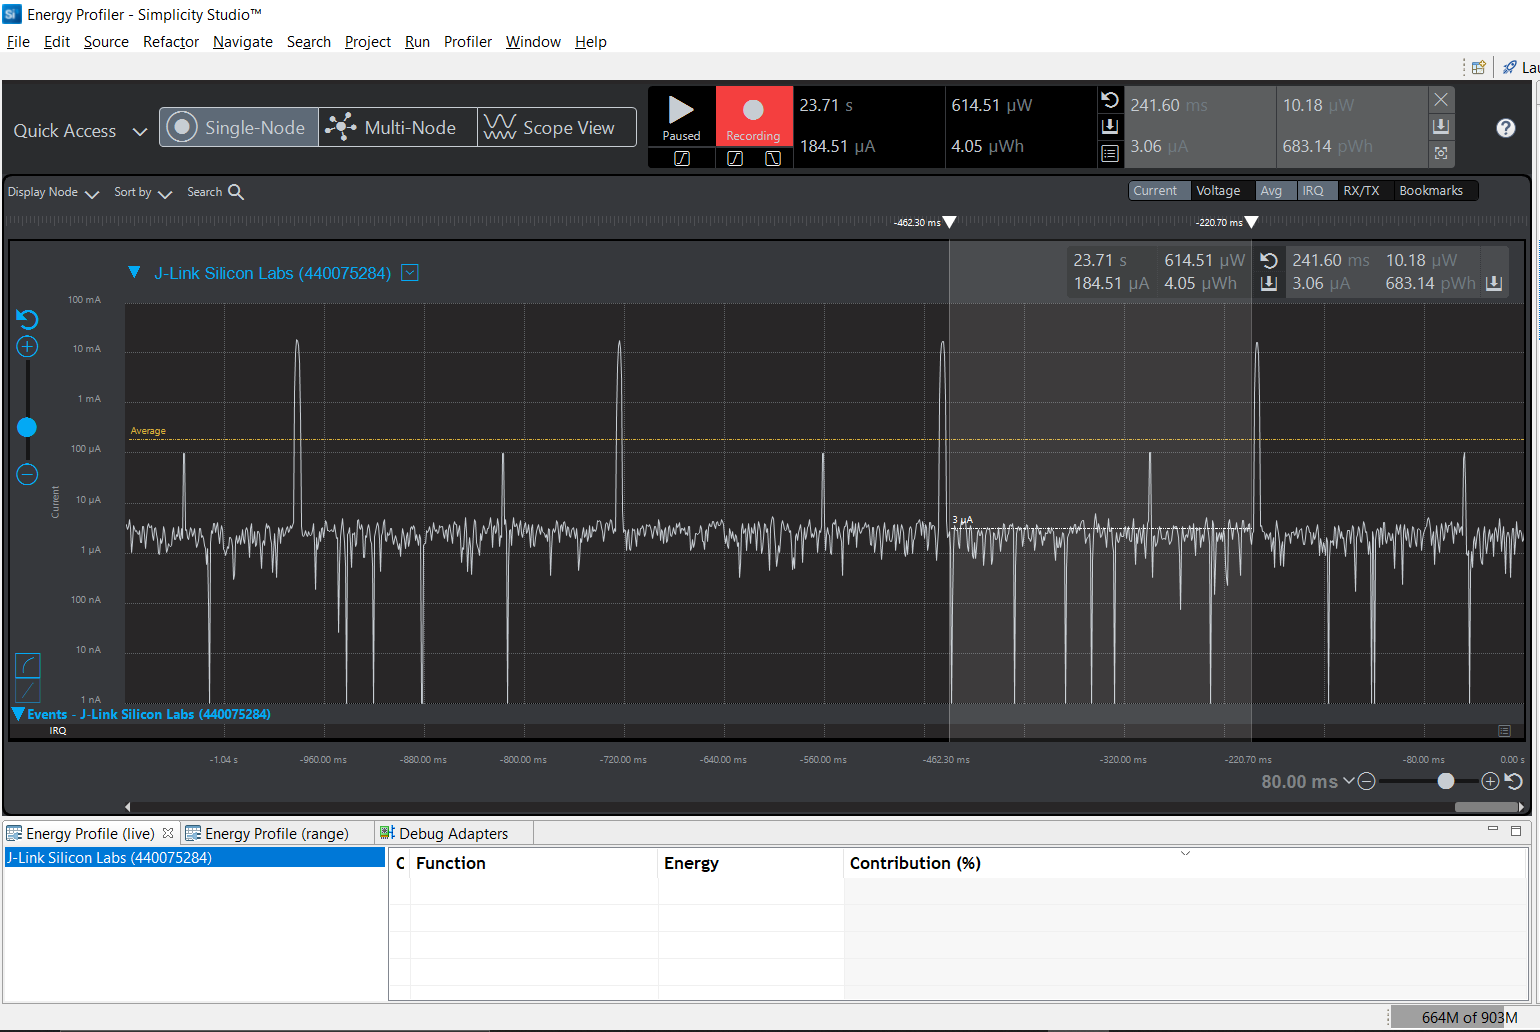 Energy Profiler - Simplicity Studio™
File Edit Source Refactor Navigate Search Project Run Profiler Window Help
Lau
Quick Access
Single-Node Multi-Node Scope View
Paused Recording
23.71 s 614.51 µW
184.51 µA 4.05 µWh
241.60 ms 10.18 µW
3.06 µA 683.14 pWh
Display Node Sort by Search
Current Voltage Avg IRQ RX/TX Bookmarks
-462.30 ms -220.70 ms
J-Link Silicon Labs (440075284)
23.71 s 614.51 µW 241.60 ms 10.18 µW
184.51 µA 4.05 µWh 3.06 µA 683.14 pWh
100 mA
10 mA
1 mA
Average
100 µA
10 µA
Current
3 µA
1 µA
100 nA
10 nA
1 nA
Events - J-Link Silicon Labs (440075284)
IRQ
-1.04 s -960.00 ms -880.00 ms -800.00 ms -720.00 ms -640.00 ms -560.00 ms -462.30 ms -320.00 ms -220.70 ms -80.00 ms 0.00 s
80.00 ms
Energy Profile (live) Energy Profile (range) Debug Adapters
J-Link Silicon Labs (440075284)
C Function Energy Contribution (%)
664M of 903M